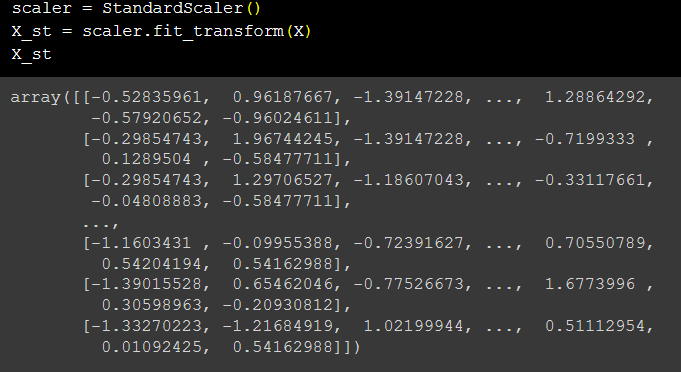 scaler = StandardScaler()
X_st = scaler.fit_transform(X)
X_st
array([[-0.52835961,  0.96187667, -1.39147228, ...,  1.28864292,
        -0.57920652, -0.96024611],
       [-0.29854743,  1.96744245, -1.39147228, ..., -0.7199333 ,
         0.1289504 , -0.58477711],
       [-0.29854743,  1.29706527, -1.18607043, ..., -0.33117661,
        -0.04808883, -0.58477711],
       ...,
       [-1.1603431 , -0.09955388, -0.72391627, ...,  0.70550789,
         0.54204194,  0.54162988],
       [-1.39015528,  0.65462046, -0.77526673, ...,  1.6773996 ,
         0.30598963, -0.20930812],
       [-1.33270223, -1.21684919,  1.02199944, ...,  0.51112954,
         0.01092425,  0.54162988]])